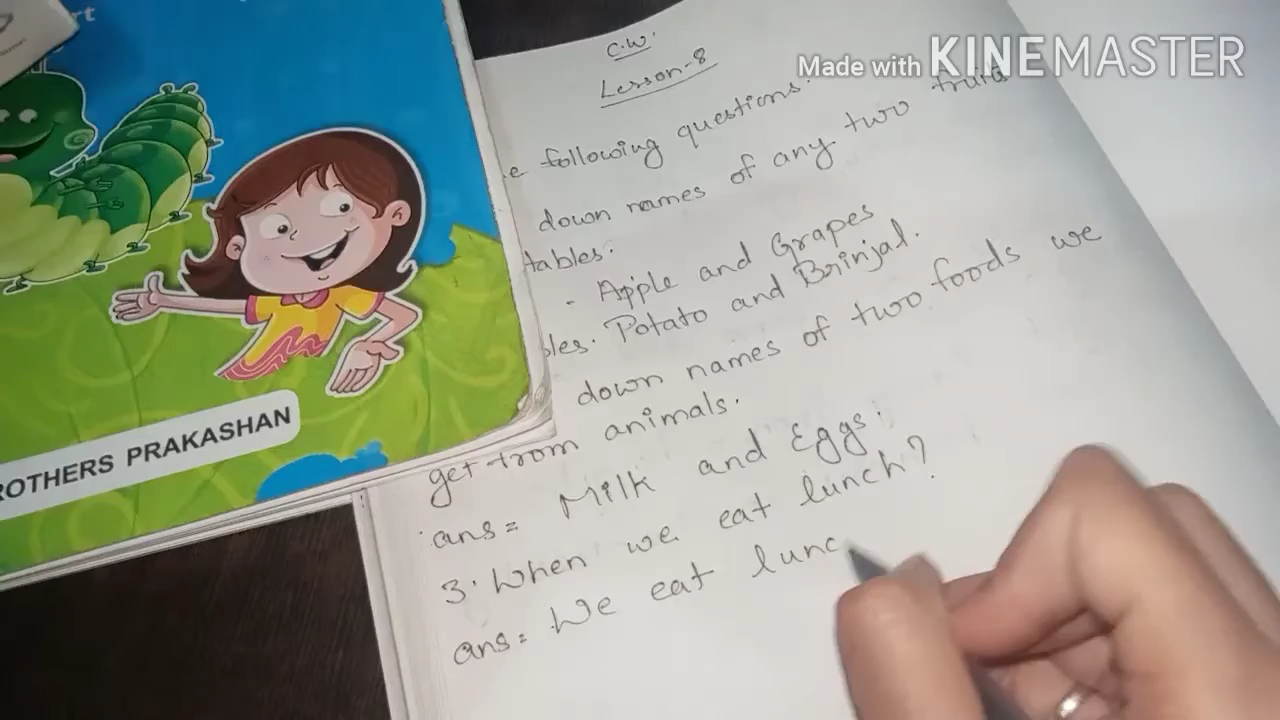 rt
ROTHERS PRAKASHAN
Made with KINEMASTER
C.W.
Lesson-8
e following questions.
down names of any two fruits
tables.
- Apple and Grapes
bles. Potato and Brinjal.
down names of two foods we
get from animals.
ans = Milk and Eggs.
3. When we eat lunch?
ans = We eat lunc